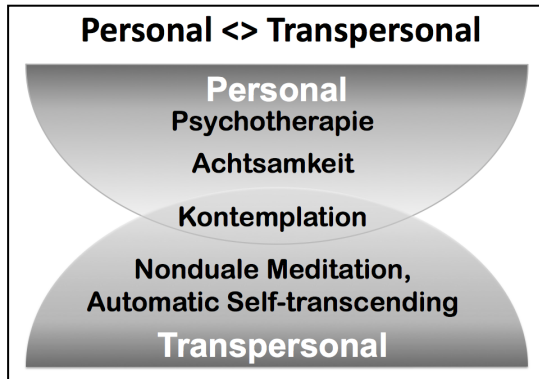 Personal <> Transpersonal
Personal
Psychotherapie
Achtsamkeit
Kontemplation
Nonduale Meditation,
Automatic Self-transcending
Transpersonal